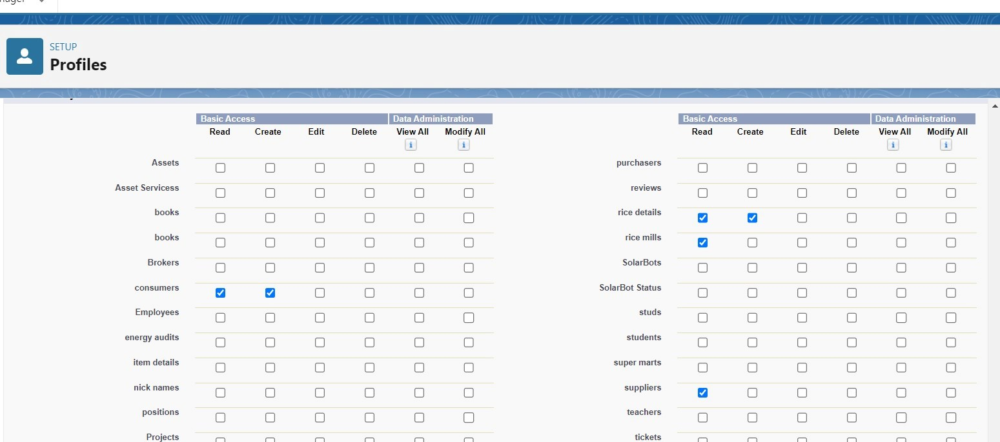 SETUP
Profiles
Basic Access Data Administration Basic Access Data Administration
Read Create Edit Delete View All Modify All Read Create Edit Delete View All Modify All
i i i i
Assets purchasers
Asset Servicess reviews
books rice details
books rice mills
Brokers SolarBots
consumers SolarBot Status
Employees studs
energy audits students
item details super marts
nick names suppliers
positions teachers
Projects tickets